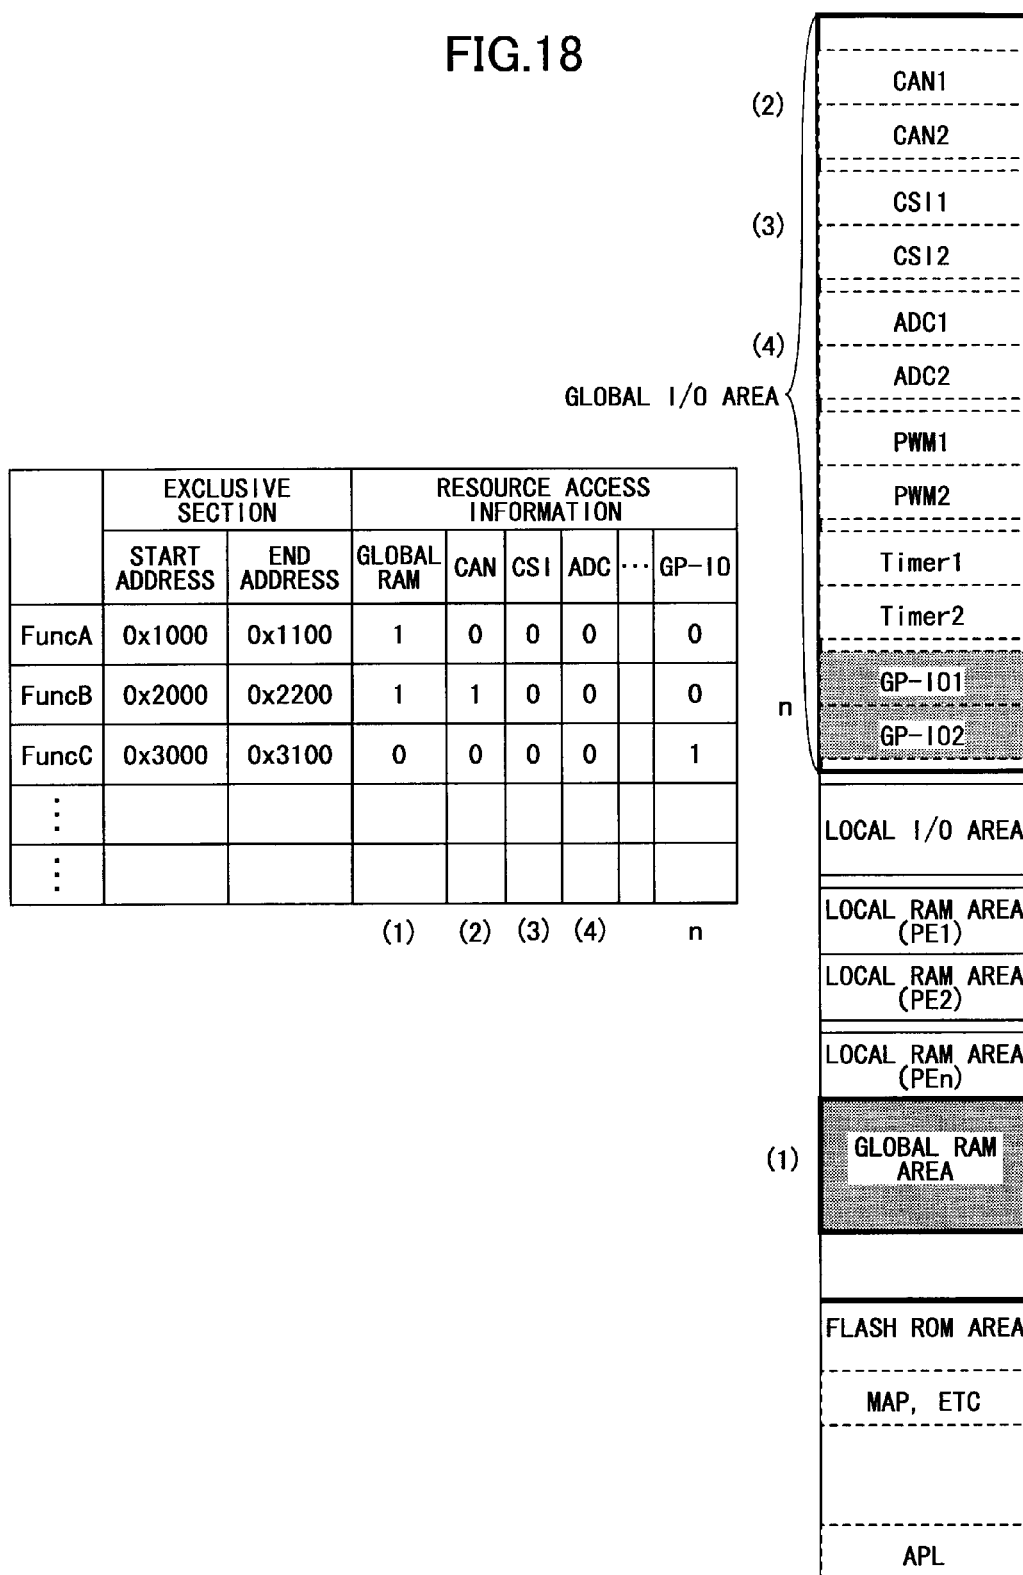 FIG.18
(2)
CAN1
CAN2
(3)
CSI1
CSI2
(4)
ADC1
ADC2
GLOBAL I/O AREA
PWM1
PWM2
Timer1
Timer2
n
GP-IO1
GP-IO2
LOCAL I/O AREA
LOCAL RAM AREA
(PE1)
LOCAL RAM AREA
(PE2)
LOCAL RAM AREA
(PEn)
(1)
GLOBAL RAM
AREA
FLASH ROM AREA
MAP, ETC
APL
EXCLUSIVE
SECTION
RESOURCE ACCESS
INFORMATION
START
ADDRESS
END
ADDRESS
GLOBAL
RAM
CAN
CSI
ADC
...
GP-IO
FuncA 0x1000 0x1100 1 0 0 0 0
FuncB 0x2000 0x2200 1 1 0 0 0
FuncC 0x3000 0x3100 0 0 0 0 1
(1) (2) (3) (4) n